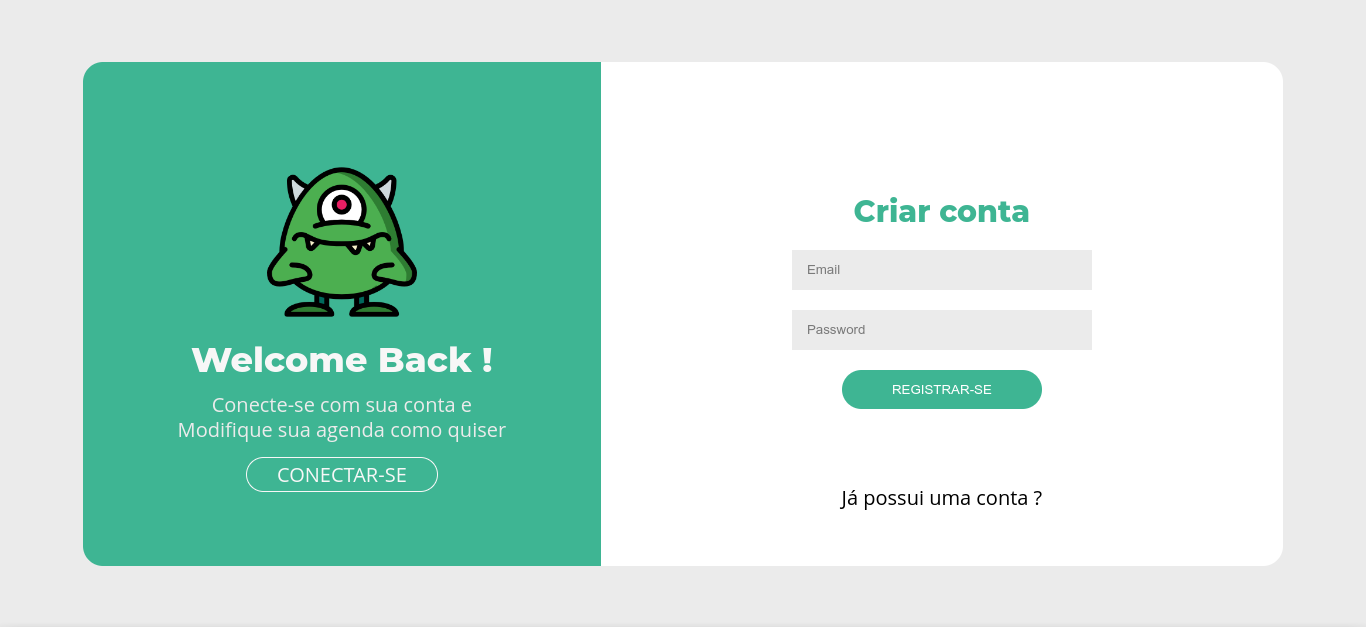 Welcome Back !
Conecte-se com sua conta e
Modifique sua agenda como quiser
CONECTAR-SE
Criar conta
Email
Password
REGISTRAR-SE
Já possui uma conta ?